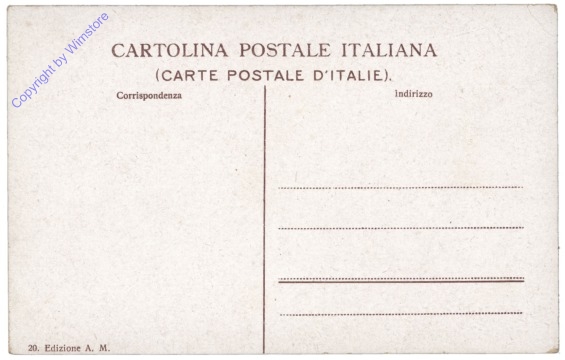 Copyright by Wimstore
CARTOLINA POSTALE ITALIANA
(CARTE POSTALE D'ITALIE).
Corrispondenza
Indirizzo
20. Edizione A. M.